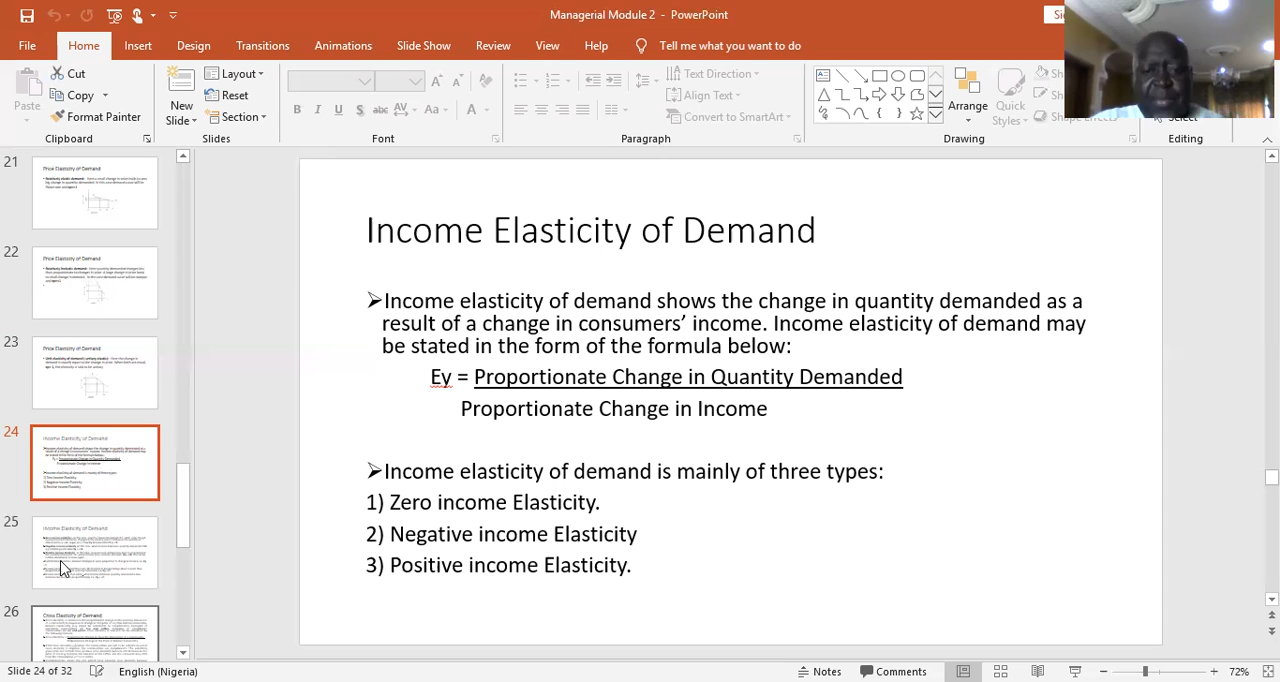 Managerial Module 2 - PowerPoint
File
Home
Insert
Design
Transitions
Animations
Slide Show
Review
View
Help
Tell me what you want to do
Paste
Cut
Copy
Format Painter
Clipboard
New
Slide
Layout
Reset
Section
Slides
Font
Text Direction
Align Text
Convert to SmartArt
Paragraph
Arrange
Quick
Styles
Drawing
Select
Editing
21
Price Elasticity of Demand
22
Price Elasticity of Demand
23
Price Elasticity of Demand
24
Income Elasticity of Demand
25
Income Elasticity of Demand
26
Cross Elasticity of Demand
Income Elasticity of Demand
➢Income elasticity of demand shows the change in quantity demanded as a
result of a change in consumers’ income. Income elasticity of demand may
be stated in the form of the formula below:
Ey = Proportionate Change in Quantity Demanded
Proportionate Change in Income
➢Income elasticity of demand is mainly of three types:
1) Zero income Elasticity.
2) Negative income Elasticity
3) Positive income Elasticity.
Slide 24 of 32
English (Nigeria)
Notes
Comments
72%